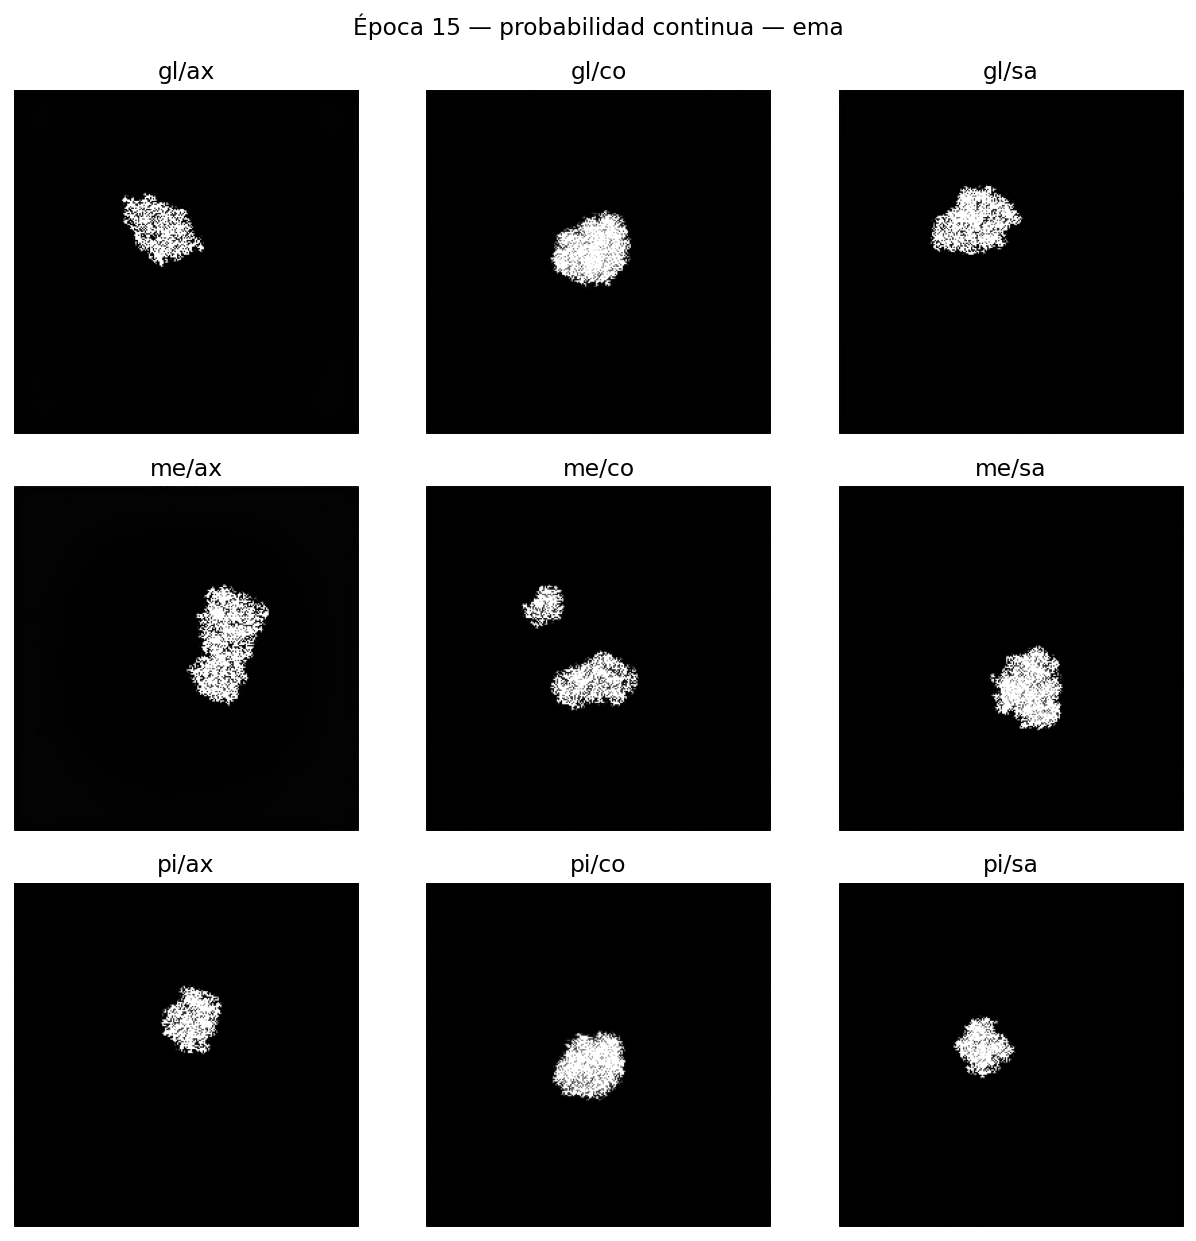 Época 15 — probabilidad continua — ema
gl/ax
gl/co
gl/sa
me/ax
me/co
me/sa
pi/ax
pi/co
pi/sa